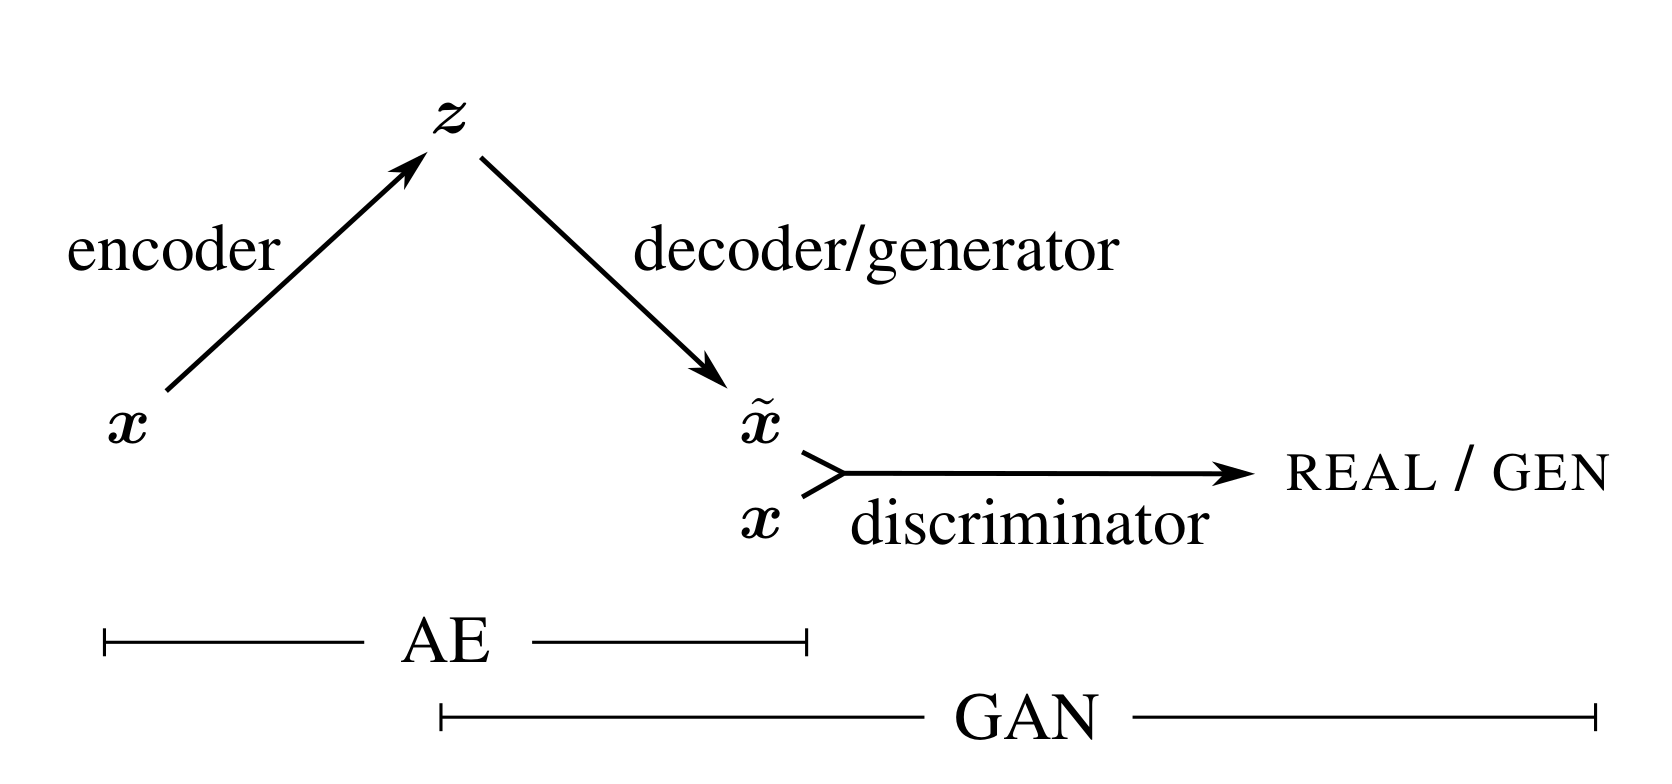 z
encoder
decoder/generator
x
x̃
REAL / GEN
x
discriminator
AE
GAN